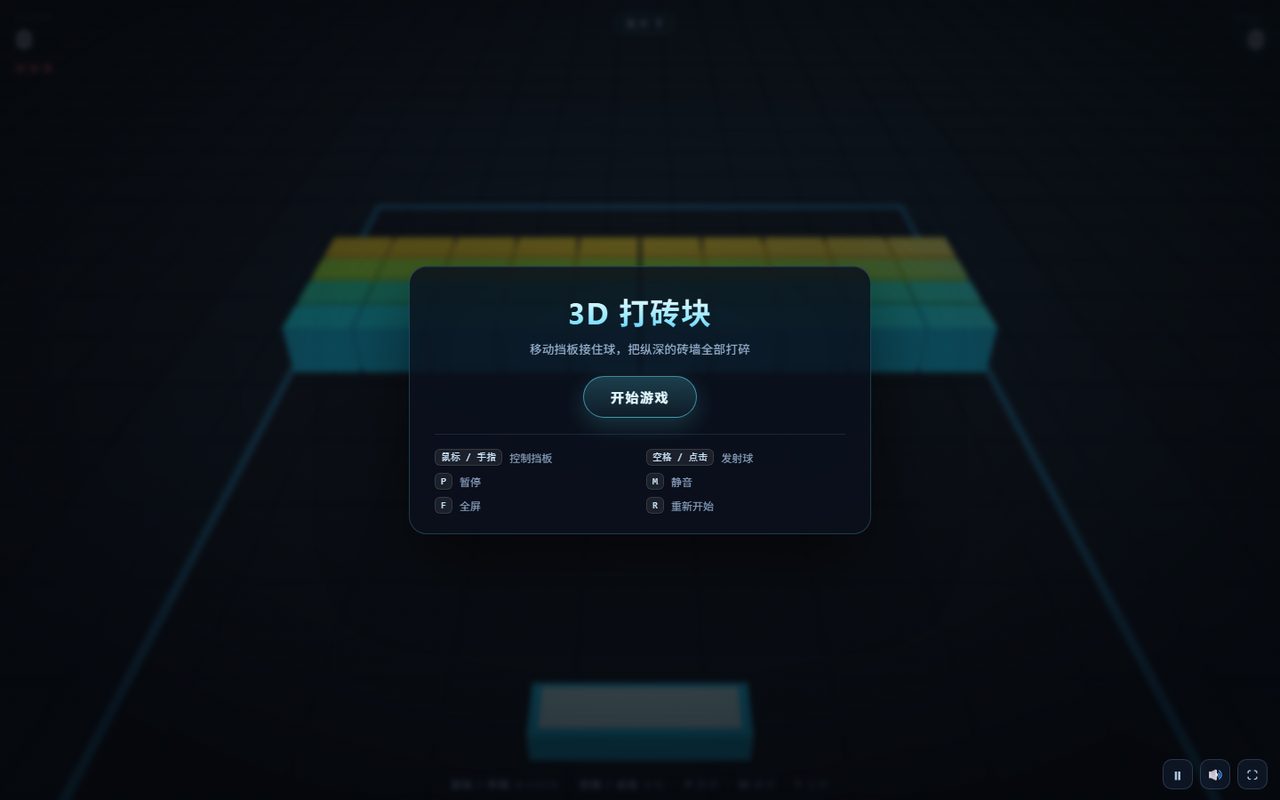 3D 打砖块
移动挡板接住球，把纵深的砖墙全部打碎
开始游戏
鼠标 / 手指 控制挡板
空格 / 点击 发射球
P 暂停
M 静音
F 全屏
R 重新开始